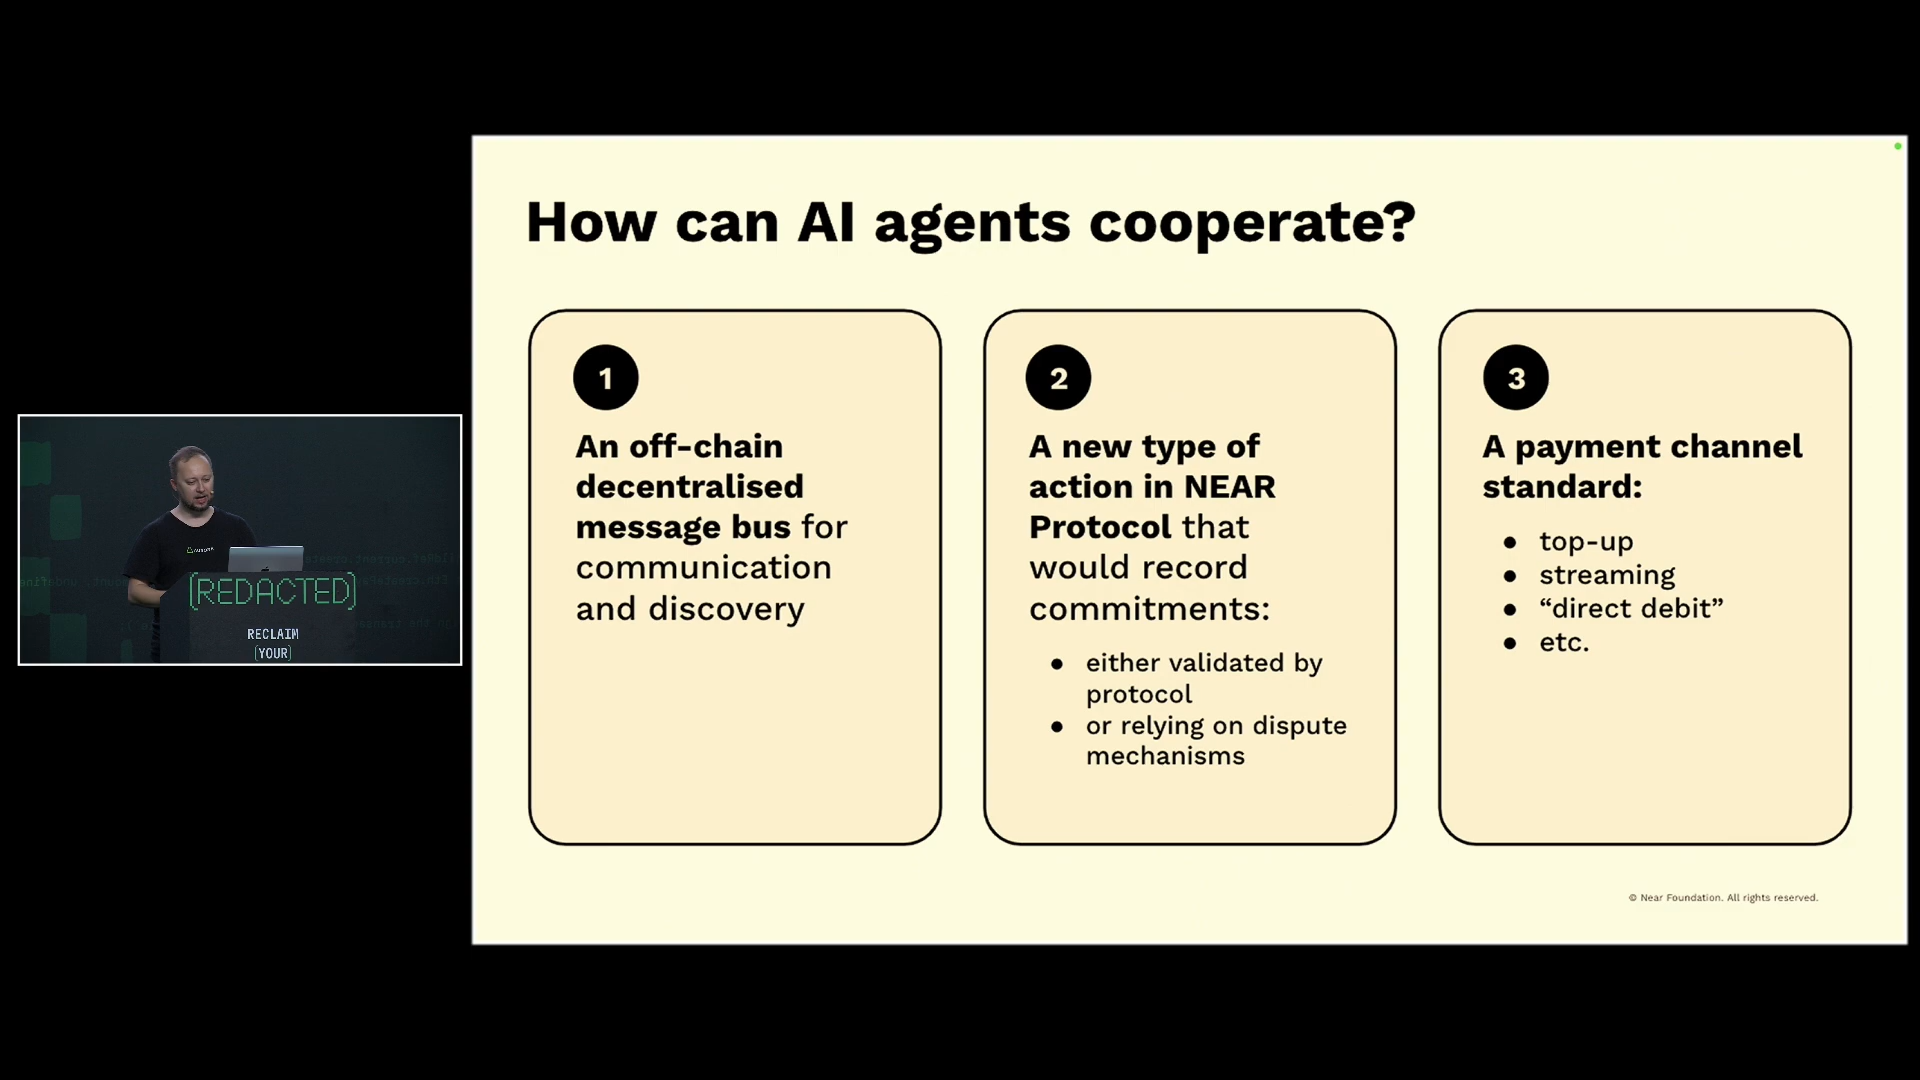 How can AI agents cooperate?
1
An off-chain
decentralised
message bus for
communication
and discovery
2
A new type of
action in NEAR
Protocol that
would record
commitments:
● either validated by
protocol
● or relying on dispute
mechanisms
3
A payment channel
standard:
● top-up
● streaming
● “direct debit”
● etc.
© Near Foundation. All rights reserved.
AURORA
[REDACTED]
RECLAIM
[YOUR]